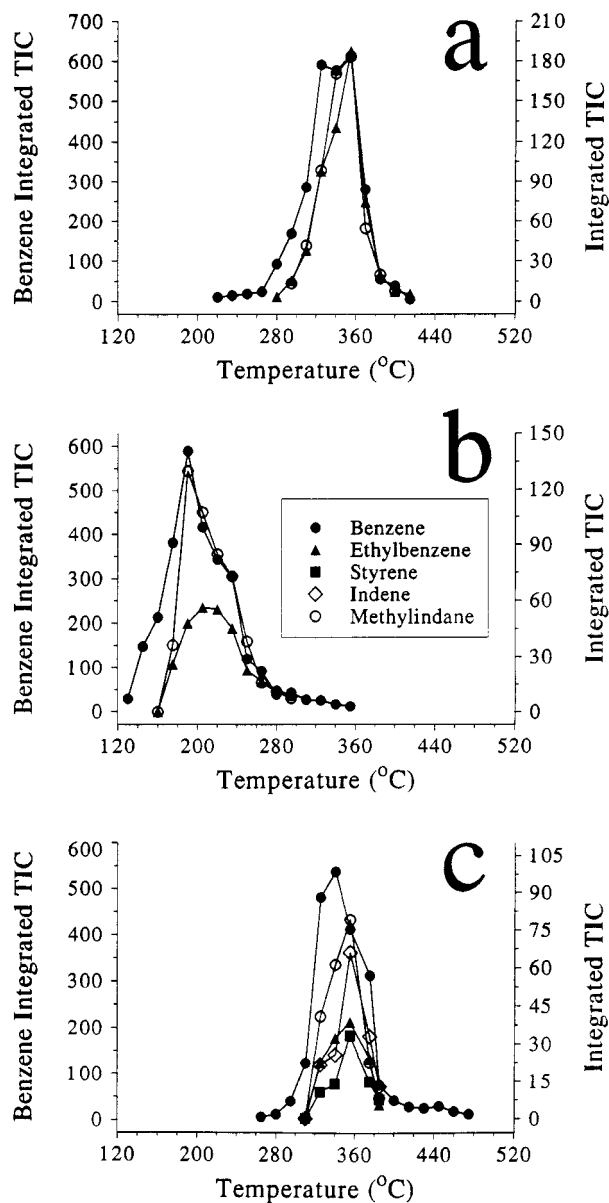 a
700
600
500
400
300
200
100
0
210
180
150
120
90
60
30
0
120 200 280 360 440 520
Benzene Integrated TIC
Integrated TIC
Temperature (°C)
b
600
500
400
300
200
100
0
150
120
90
60
30
0
120 200 280 360 440 520
Benzene Integrated TIC
Integrated TIC
Temperature (°C)
Benzene
Ethylbenzene
Styrene
Indene
Methylindane
c
600
500
400
300
200
100
0
105
90
75
60
45
30
15
0
120 200 280 360 440 520
Benzene Integrated TIC
Integrated TIC
Temperature (°C)